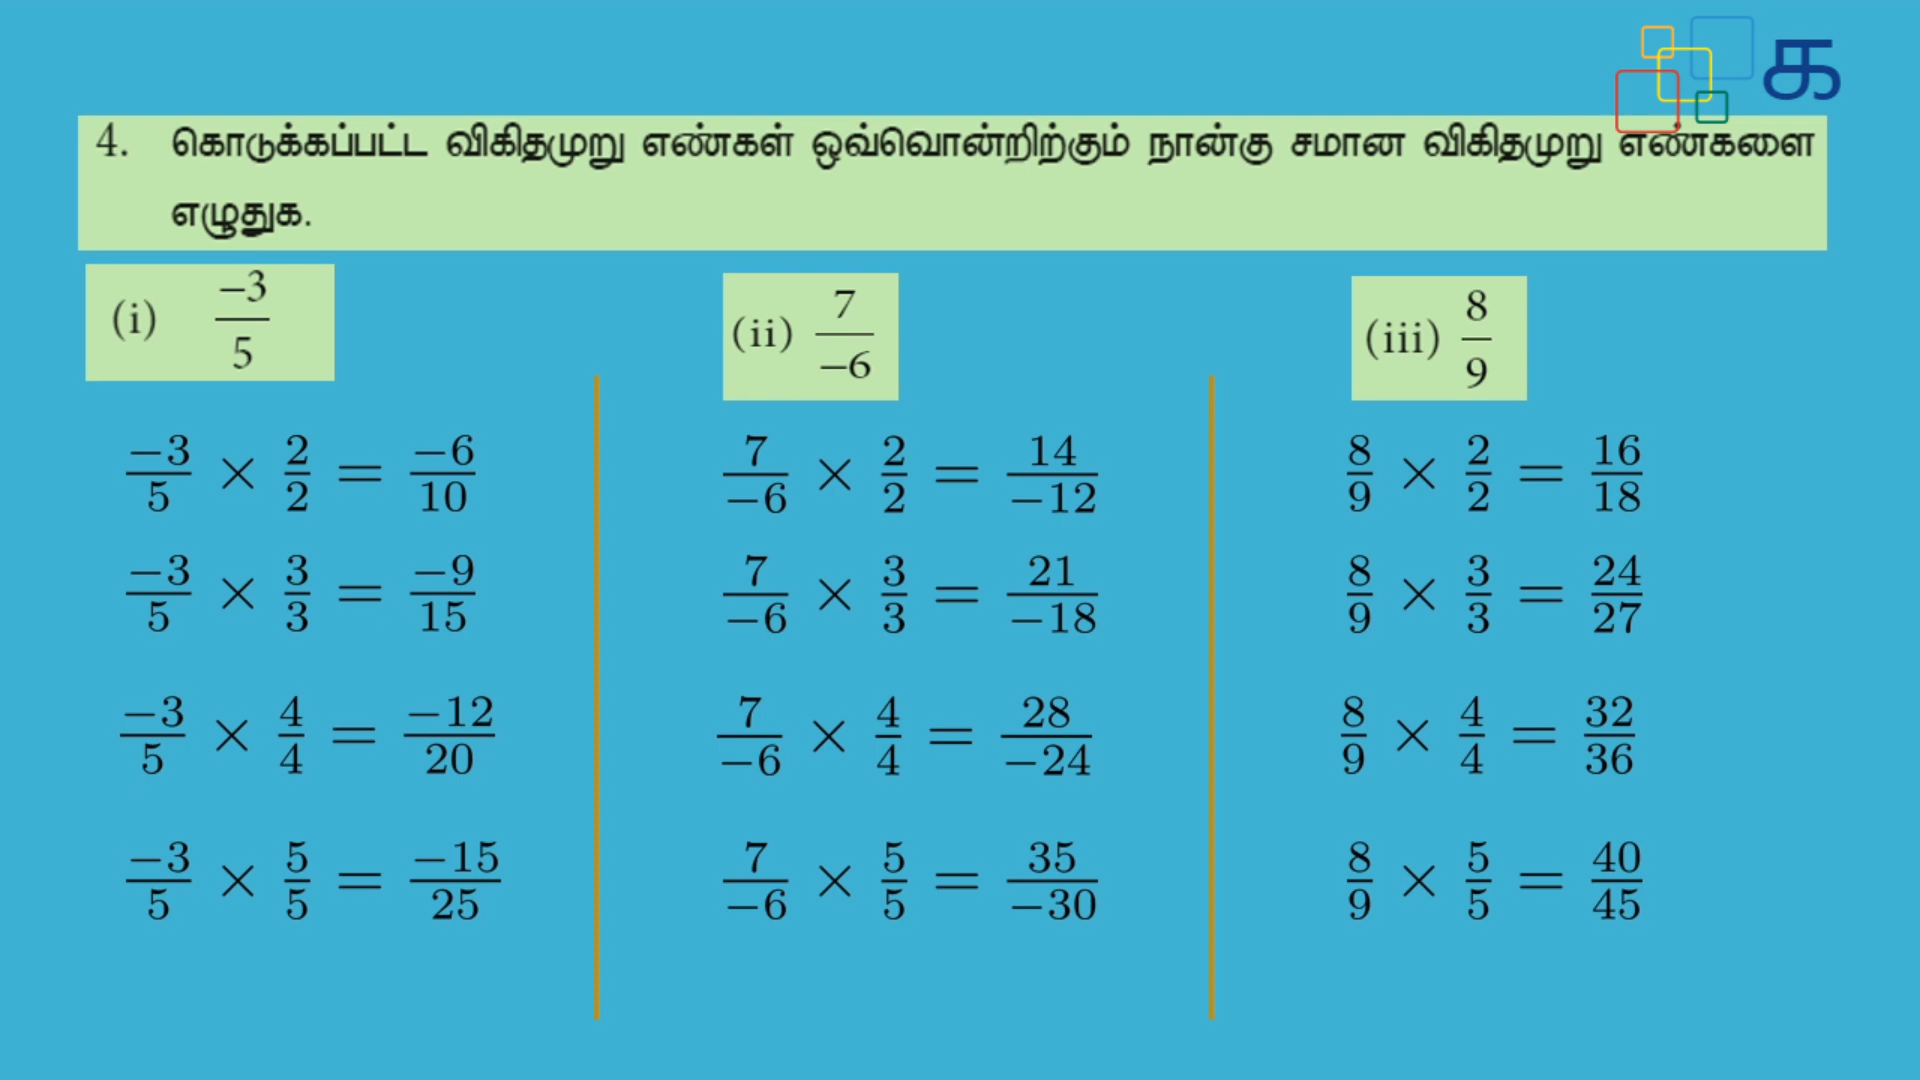 க
4. கொடுக்கப்பட்ட விகிதமுறு எண்கள் ஒவ்வொன்றிற்கும் நான்கு சமான விகிதமுறு எண்களை
எழுதுக.
(i) −3/5
−3/5 × 2/2 = −6/10
−3/5 × 3/3 = −9/15
−3/5 × 4/4 = −12/20
−3/5 × 5/5 = −15/25
(ii) 7/−6
7/−6 × 2/2 = 14/−12
7/−6 × 3/3 = 21/−18
7/−6 × 4/4 = 28/−24
7/−6 × 5/5 = 35/−30
(iii) 8/9
8/9 × 2/2 = 16/18
8/9 × 3/3 = 24/27
8/9 × 4/4 = 32/36
8/9 × 5/5 = 40/45